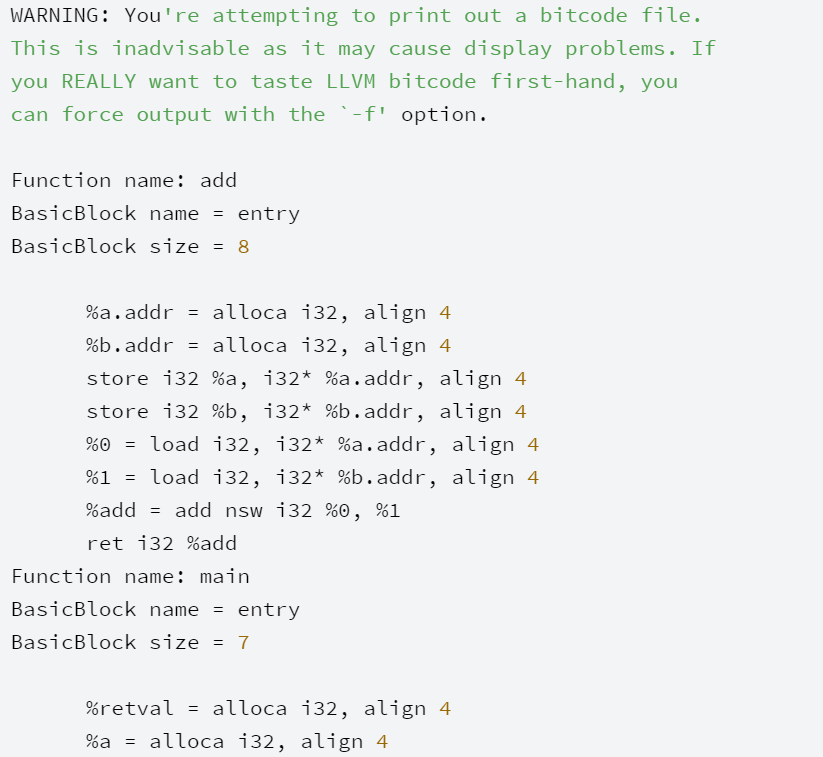 WARNING: You're attempting to print out a bitcode file.
This is inadvisable as it may cause display problems. If
you REALLY want to taste LLVM bitcode first-hand, you
can force output with the `-f' option.
Function name: add
BasicBlock name = entry
BasicBlock size = 8
%a.addr = alloca i32, align 4
%b.addr = alloca i32, align 4
store i32 %a, i32* %a.addr, align 4
store i32 %b, i32* %b.addr, align 4
%0 = load i32, i32* %a.addr, align 4
%1 = load i32, i32* %b.addr, align 4
%add = add nsw i32 %0, %1
ret i32 %add
Function name: main
BasicBlock name = entry
BasicBlock size = 7
%retval = alloca i32, align 4
%a = alloca i32, align 4